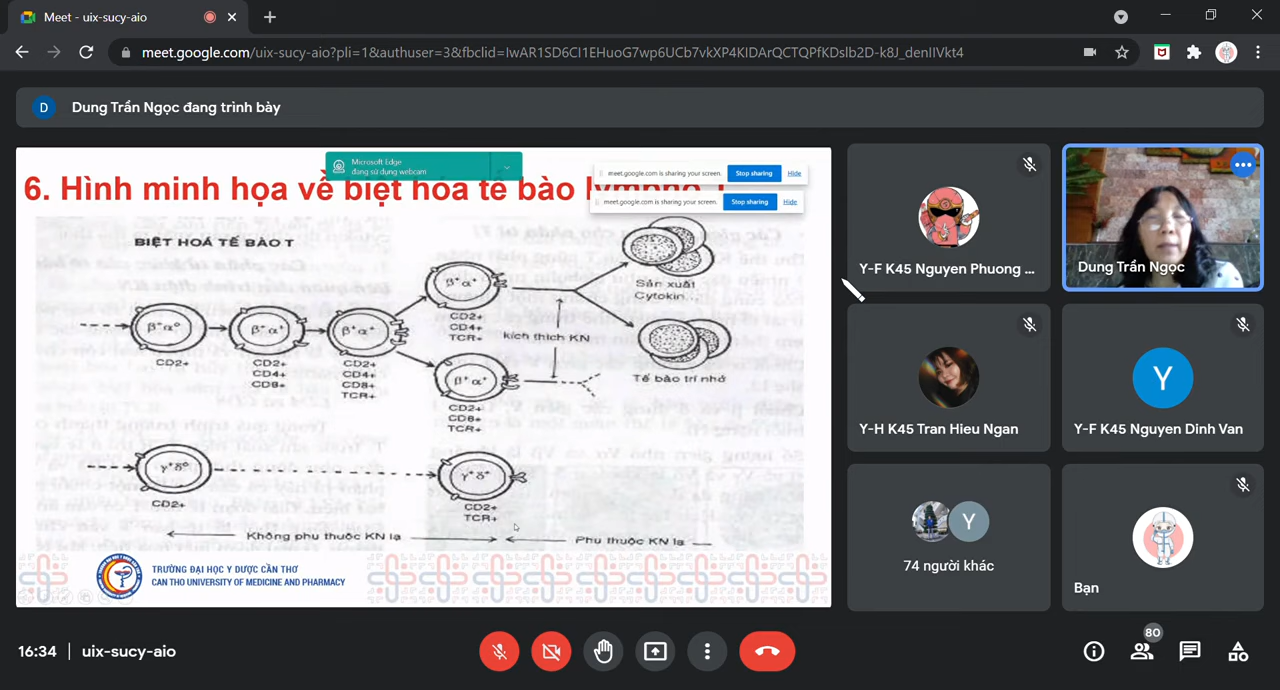 Meet - uix-sucy-aio
meet.google.com/uix-sucy-aio?pli=1&authuser=3&fbclid=IwAR1SD6CI1EHuoG7wp6UCb7vkXP4KIDArQCTQPfKDslb2D-k8J_denIIVkt4
D Dung Trần Ngọc đang trình bày
Microsoft Edge
đang sử dụng webcam
meet.google.com is sharing your screen. Stop sharing Hide
meet.google.com is sharing your screen. Stop sharing Hide
6. Hình minh họa về biệt hóa tế bào
BIỆT HOÁ TẾ BÀO T
β⁺α⁰
CD2+
β⁺α⁺
CD2+
CD4+
CD8+
β⁺α⁺
CD2+
CD4+
CD8+
TCR+
β⁺α⁺
CD2+
CD4+
TCR+
β⁺α⁺
CD2+
CD8+
TCR+
kích thích KN
Sản xuất
Cytokin..
Tế bào trí nhớ
γ⁺δ⁰
CD2+
γ⁺δ⁺
CD2+
TCR+
Không phụ thuộc KN lạ
Phụ thuộc KN lạ
TRƯỜNG ĐẠI HỌC Y DƯỢC CẦN THƠ
CAN THO UNIVERSITY OF MEDICINE AND PHARMACY
Y-F K45 Nguyen Phuong ...
Dung Trần Ngọc
Y-H K45 Tran Hieu Ngan
Y
Y-F K45 Nguyen Dinh Van
Y
74 người khác
Bạn
16:34 | uix-sucy-aio
80